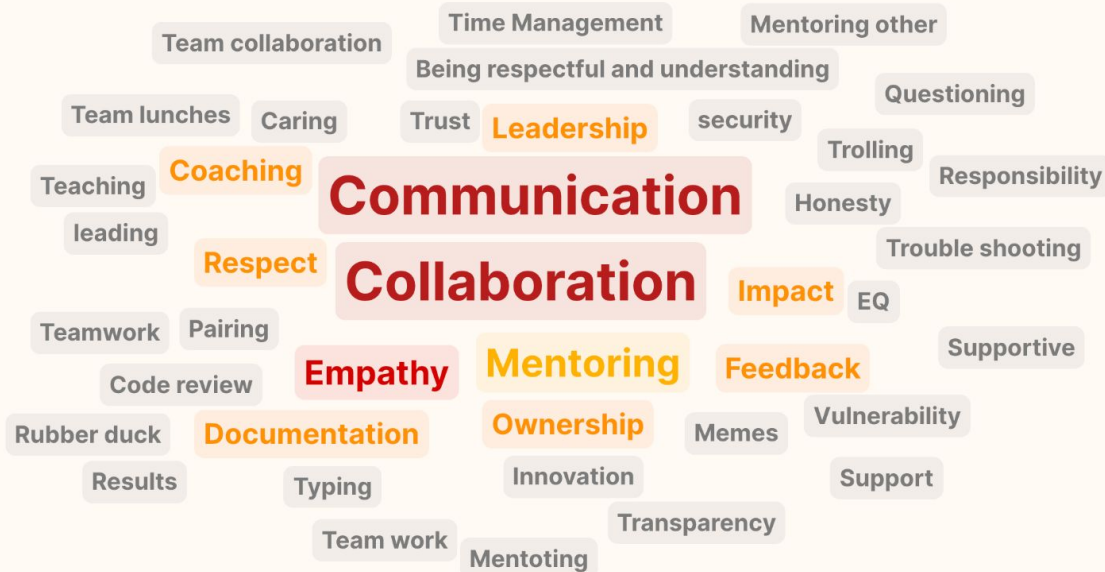 Time Management
Mentoring other
Team collaboration
Being respectful and understanding
Questioning
Team lunches
Caring
Trust
Leadership
security
Trolling
Coaching
Teaching
Communication
Responsibility
Honesty
leading
Trouble shooting
Respect
Collaboration
Impact
EQ
Teamwork
Pairing
Supportive
Empathy
Mentoring
Feedback
Code review
Vulnerability
Rubber duck
Documentation
Ownership
Memes
Results
Typing
Innovation
Support
Transparency
Team work
Mentoting